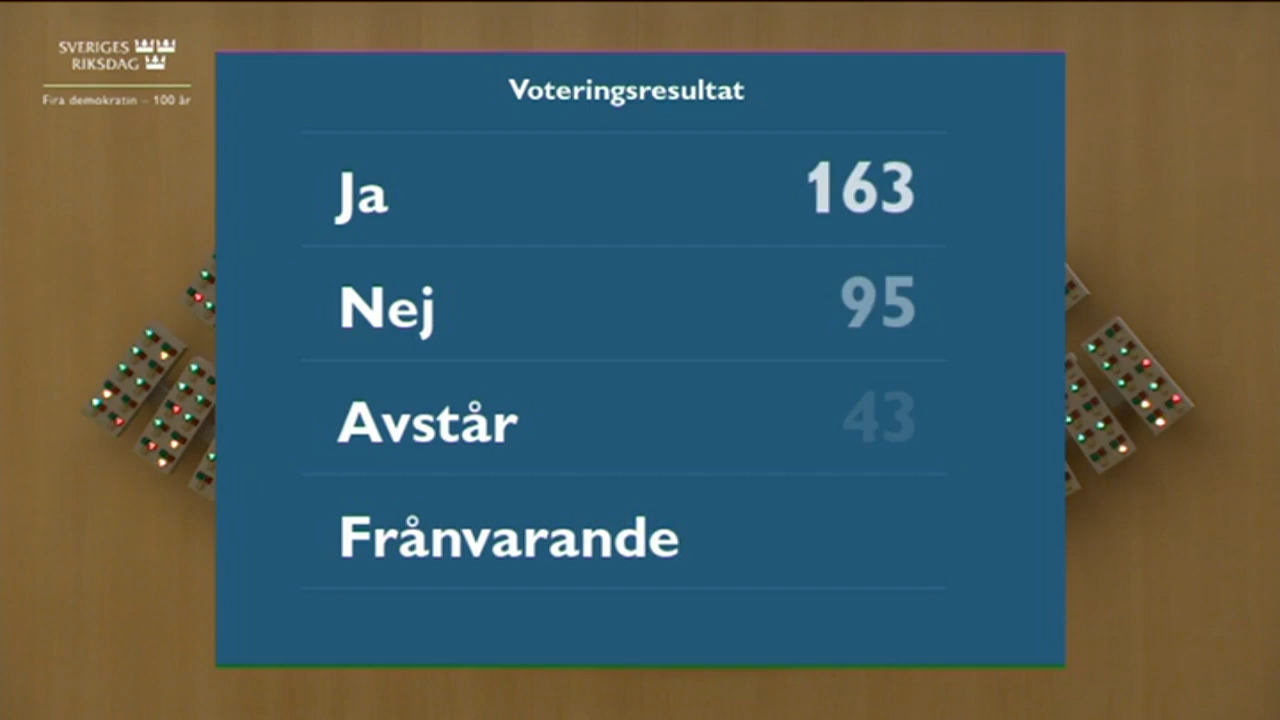 SVERIGES
RIKSDAG
Fira demokratin – 100 år
Voteringsresultat
Ja 163
Nej 95
Avstår 43
Frånvarande